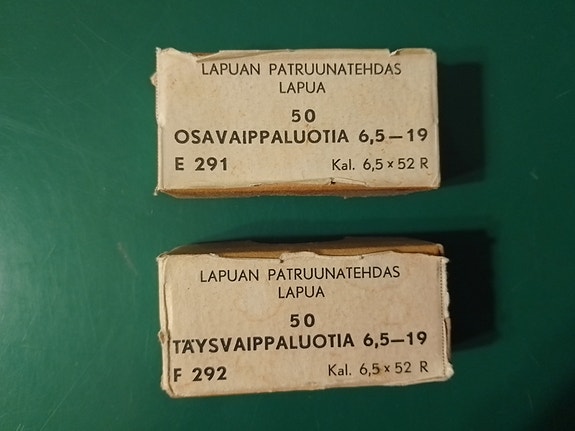 LAPUAN PATRUUNATEHDAS
LAPUA
50
OSAVAIPPALUOTIA 6,5—19
E 291 Kal. 6,5 × 52 R
LAPUAN PATRUUNATEHDAS
LAPUA
50
TÄYSVAIPPALUOTIA 6,5—19
F 292 Kal. 6,5 × 52 R